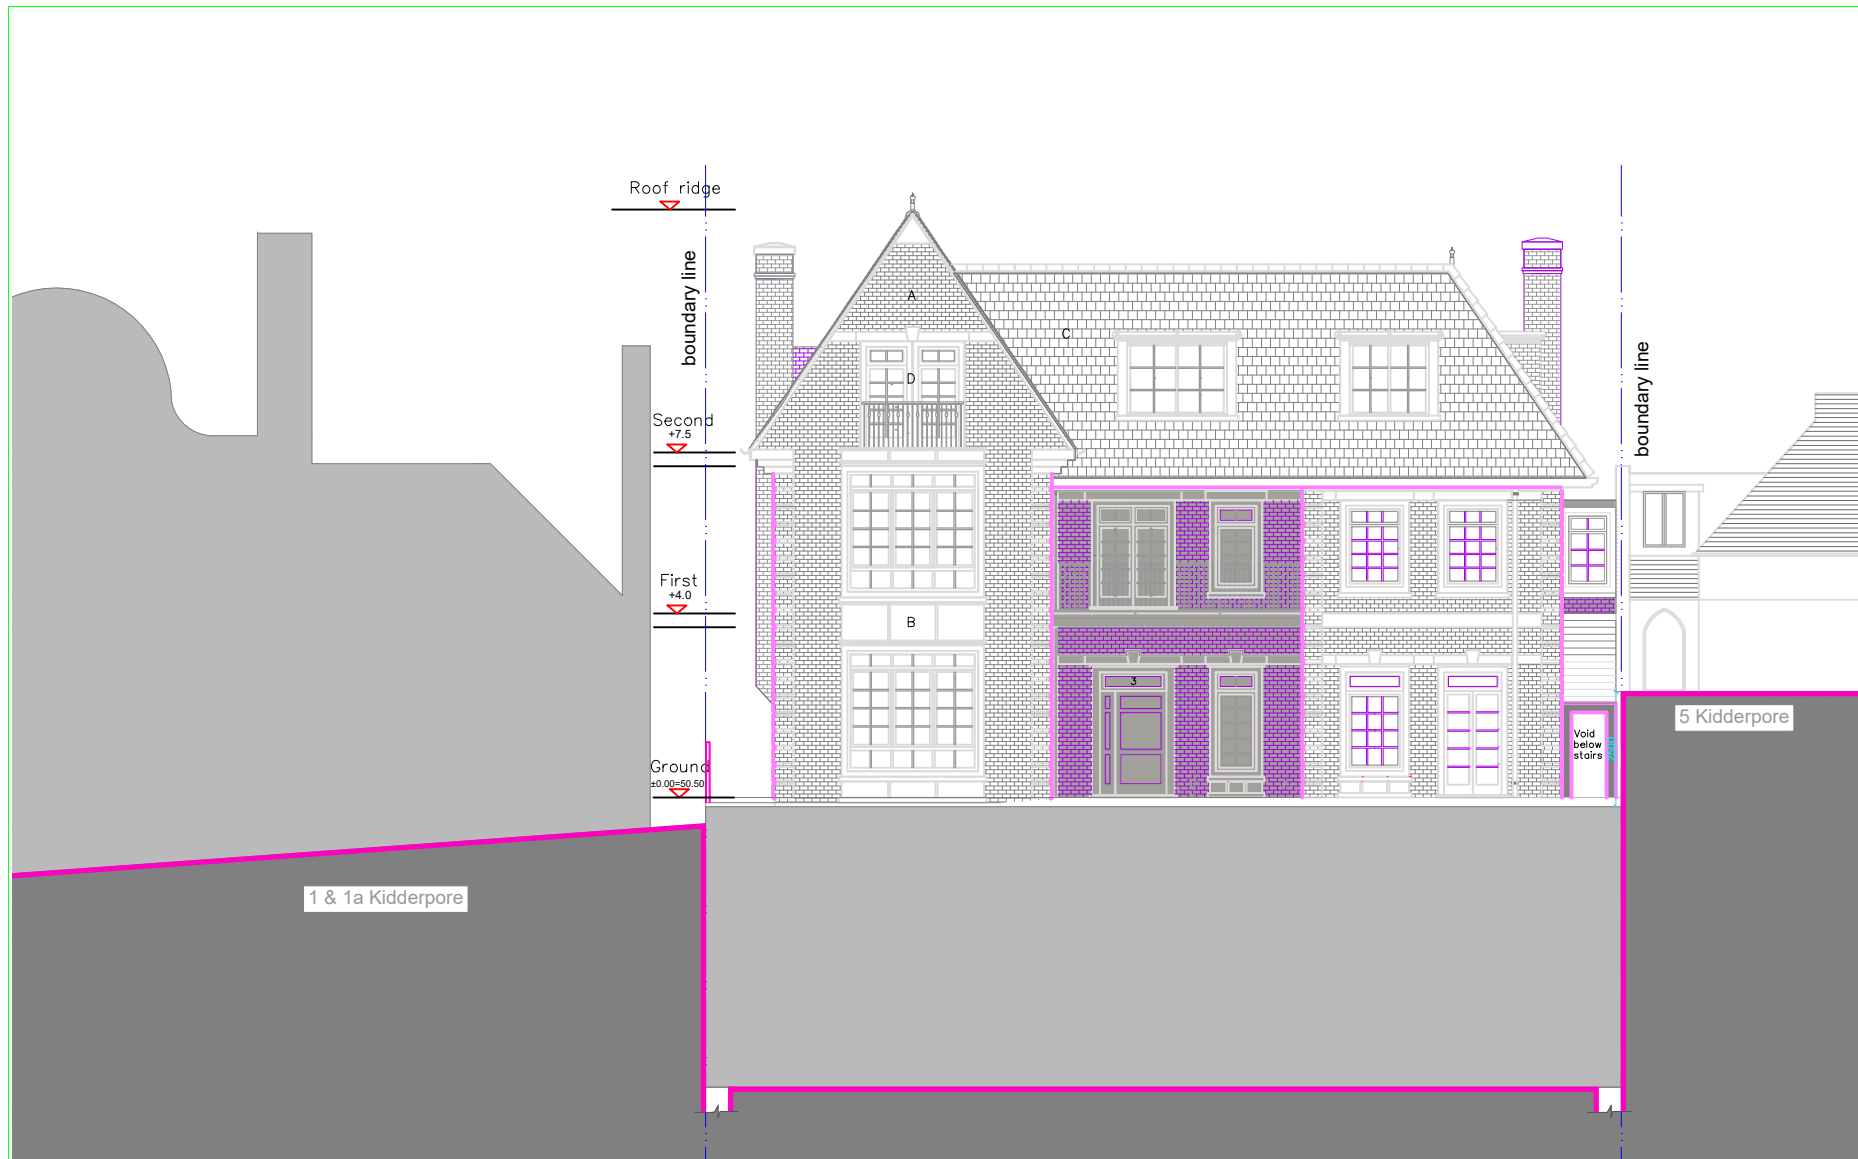 Roof ridge
boundary line
A
C
boundary line
D
Second
+7.5
First
+4.0
B
3
5 Kidderpore
Void
below
stairs
Ground
±0.00=50.50
1 & 1a Kidderpore